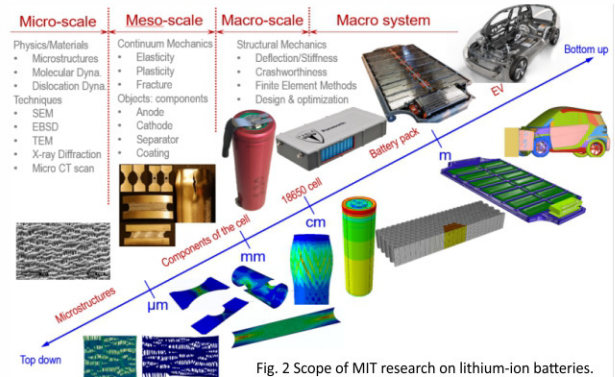 Micro-scale
Meso-scale
Macro-scale
Macro system
Physics/Materials
• Microstructures
• Molecular Dyna.
• Dislocation Dyna.
Techniques
• SEM
• EBSD
• TEM
• X-ray Diffraction
• Micro CT scan
Continuum Mechanics
• Elasticity
• Plasticity
• Fracture
Objects: components
• Anode
• Cathode
• Separator
• Coating
Structural Mechanics
• Deflection/Stiffness
• Crashworthiness
• Finite Element Methods
• Design & optimization
Bottom up
EV
Battery pack
m
18650 cell
cm
Components of the cell
mm
Microstructures
µm
Top down
Fig. 2 Scope of MIT research on lithium-ion batteries.